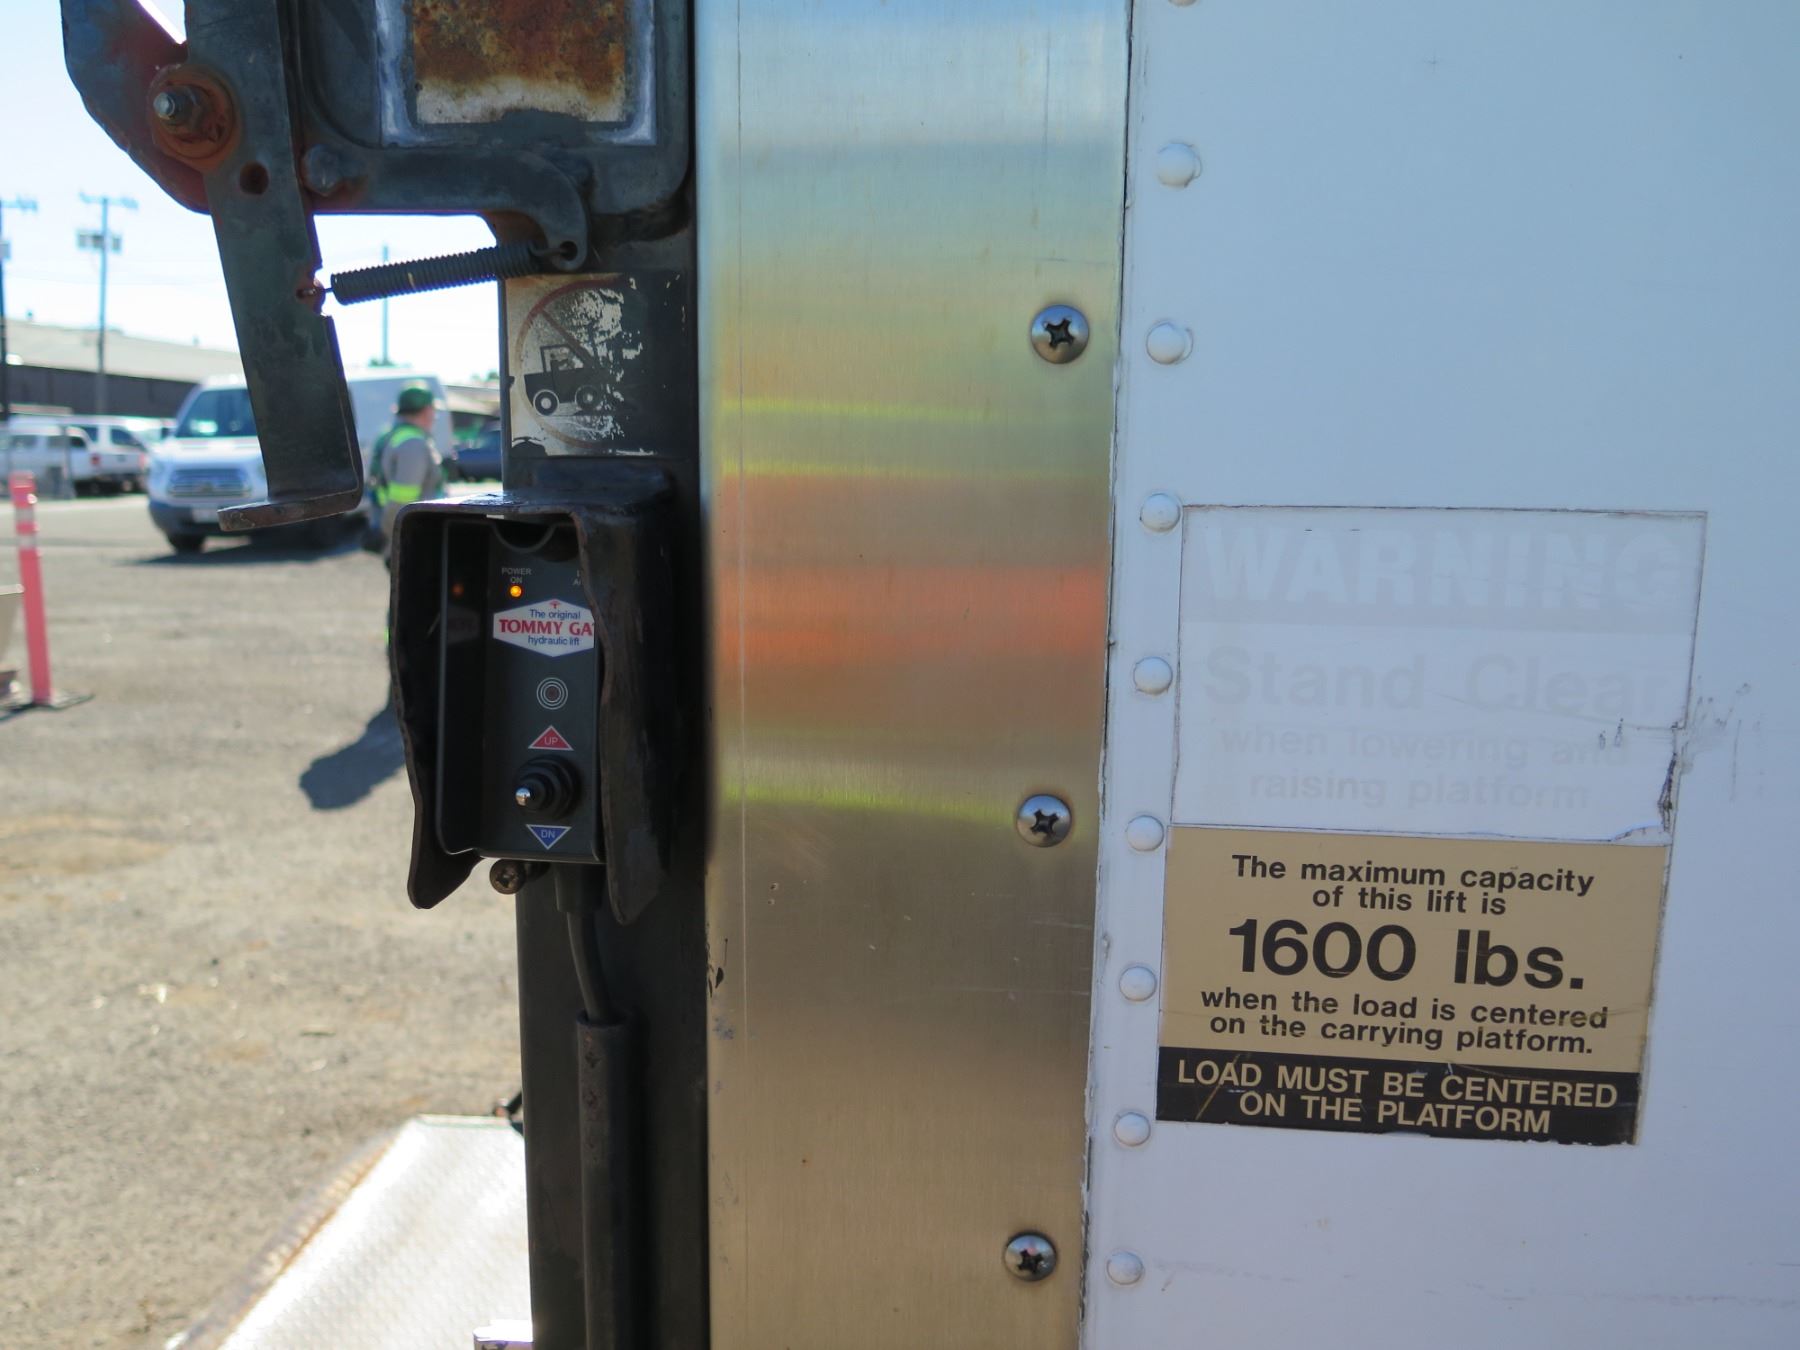 POWER
ON
The original
TOMMY GA
hydraulic lift
UP
DN
WARNING
Stand Clear
when lowering and
raising platform
The maximum capacity
of this lift is
1600 lbs.
when the load is centered
on the carrying platform.
LOAD MUST BE CENTERED
ON THE PLATFORM